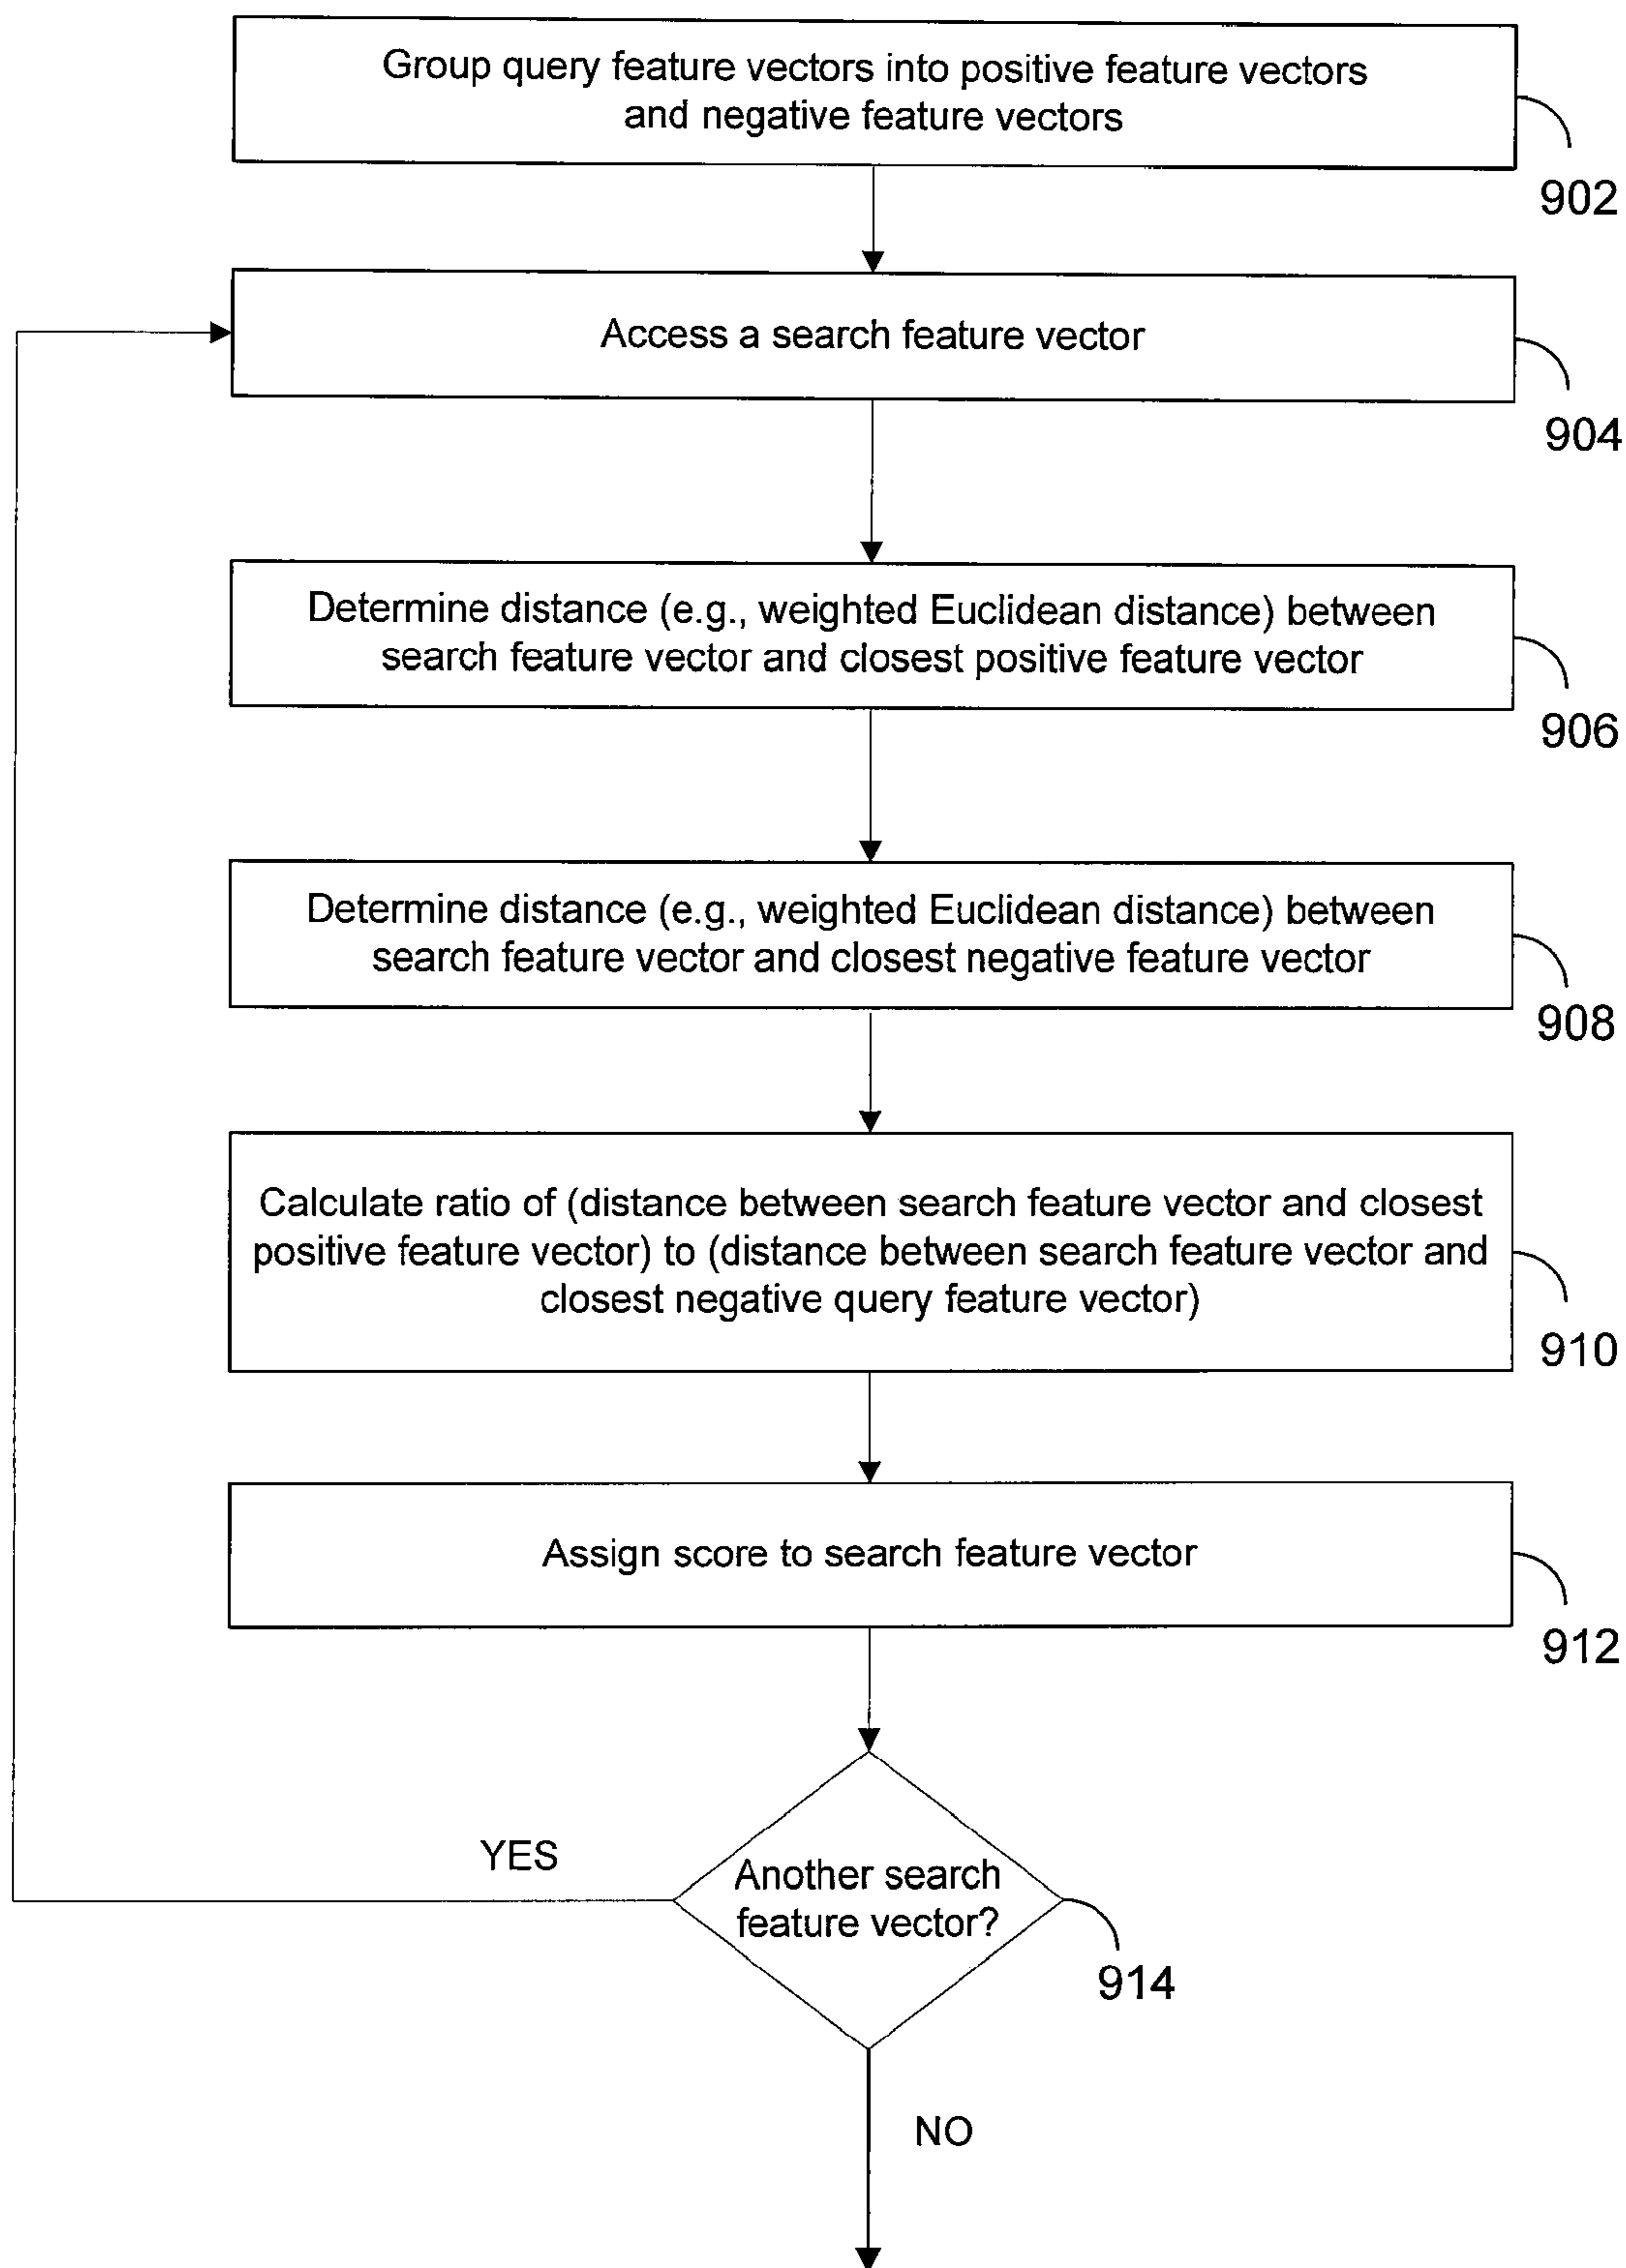 Group query feature vectors into positive feature vectors
and negative feature vectors
902
Access a search feature vector
904
Determine distance (e.g., weighted Euclidean distance) between
search feature vector and closest positive feature vector
906
Determine distance (e.g., weighted Euclidean distance) between
search feature vector and closest negative feature vector
908
Calculate ratio of (distance between search feature vector and closest
positive feature vector) to (distance between search feature vector and
closest negative query feature vector)
910
Assign score to search feature vector
912
YES
Another search
feature vector?
914
NO